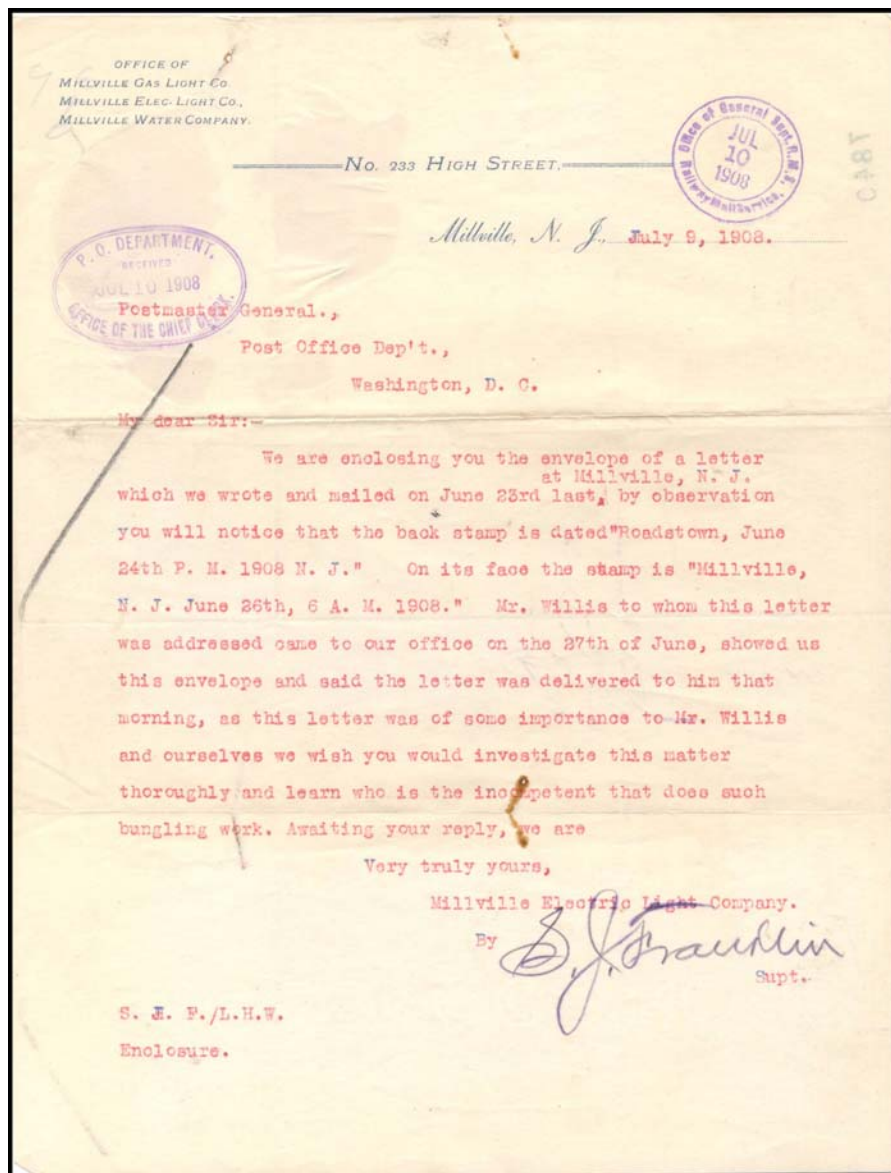 OFFICE OF
MILLVILLE GAS LIGHT CO.
MILLVILLE ELEC. LIGHT CO.,
MILLVILLE WATER COMPANY.
No. 233 HIGH STREET.
Office of General Supt. R.M.S.
JUL
10
1908
Railway Mail Service.
7840
Millville, N. J., July 9, 1908.
P. O. DEPARTMENT.
RECEIVED
JUL 10 1908
OFFICE OF THE CHIEF CLERK.
Postmaster General.,
Post Office Dep't.,
Washington, D. C.
My dear Sir:-
We are enclosing you the envelope of a letter
at Millville, N. J.
which we wrote and mailed on June 23rd last, by observation
you will notice that the back stamp is dated"Roadstown, June
24th P. M. 1908 N. J." On its face the stamp is "Millville,
N. J. June 26th, 6 A. M. 1908." Mr. Willis to whom this letter
was addressed came to our office on the 27th of June, showed us
this envelope and said the letter was delivered to him that
morning, as this letter was of some importance to Mr. Willis
and ourselves we wish you would investigate this matter
thoroughly and learn who is the incompetent that does such
bungling work. Awaiting your reply, we are
Very truly yours,
Millville Electric Light Company.
By S. J. Franklin
Supt.
S. J. F./L.H.W.
Enclosure.